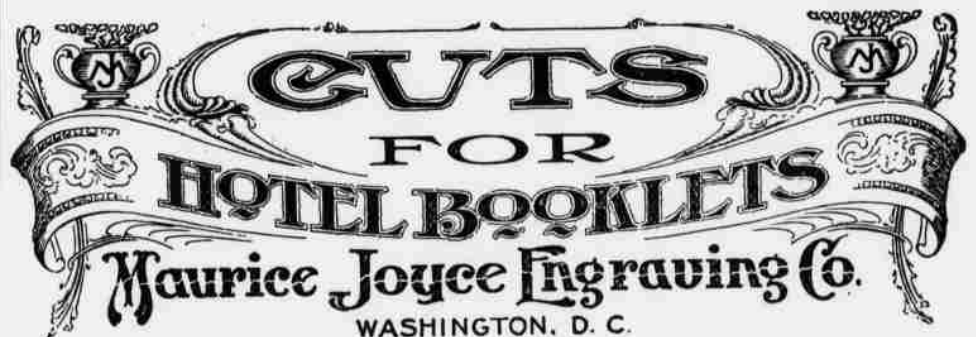 CUTS
FOR
HOTEL BOOKLETS
Maurice Joyce Engraving Co.
WASHINGTON, D. C.